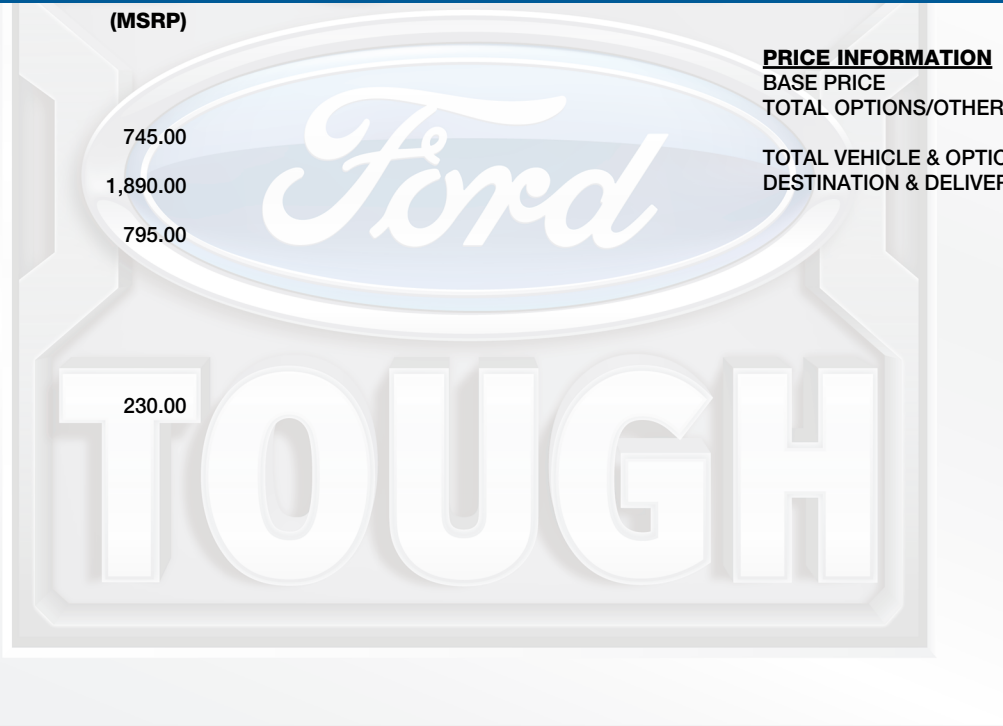 (MSRP)
745.00
1,890.00
795.00
230.00
PRICE INFORMATION
BASE PRICE
TOTAL OPTIONS/OTHER
TOTAL VEHICLE & OPTIO
DESTINATION & DELIVER
Ford
TOUGH